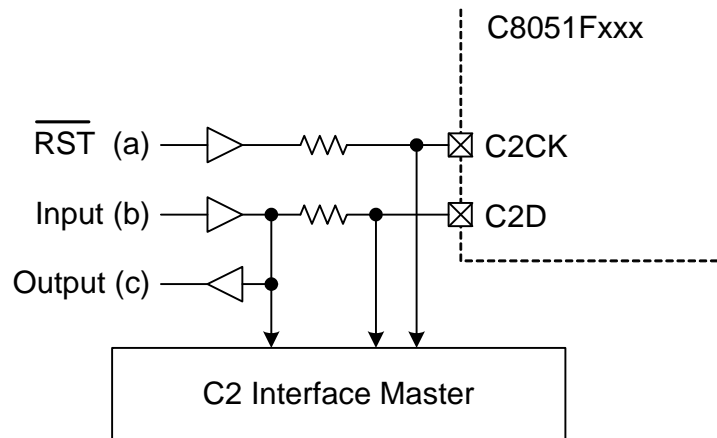 C8051Fxxx
RST (a)
C2CK
Input (b)
C2D
Output (c)
C2 Interface Master